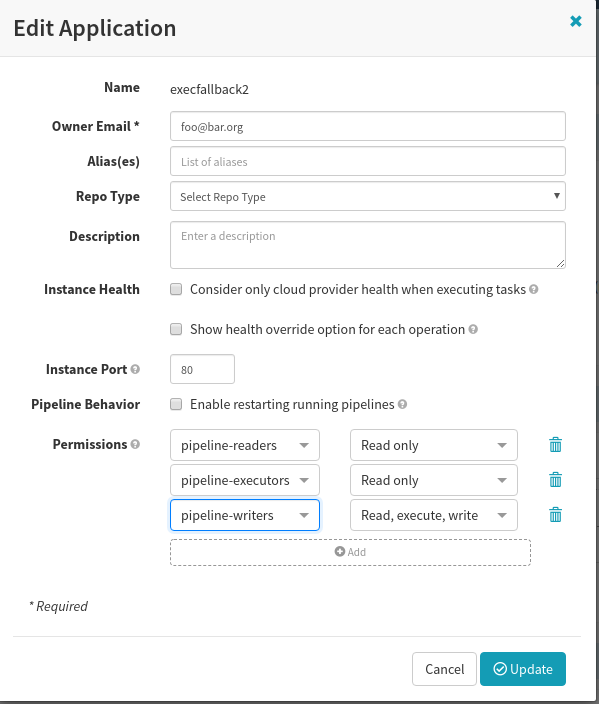 Edit Application
Name execfallback2
Owner Email * foo@bar.org
Alias(es) List of aliases
Repo Type Select Repo Type
Description Enter a description
Instance Health Consider only cloud provider health when executing tasks
Show health override option for each operation
Instance Port 80
Pipeline Behavior Enable restarting running pipelines
Permissions pipeline-readers Read only
pipeline-executors Read only
pipeline-writers Read, execute, write
Add
* Required
Cancel Update